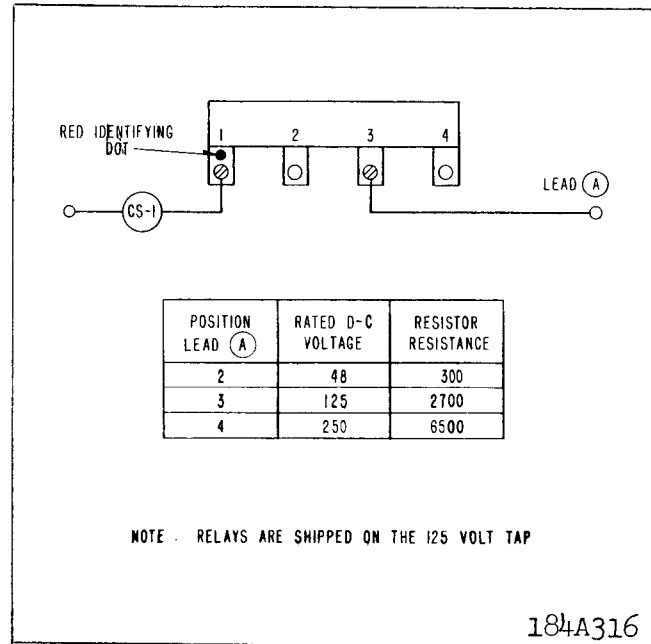 1 2 3 4
RED IDENTIFYING
DOT
LEAD A
CS-1
POSITION LEAD A RATED D-C VOLTAGE RESISTOR RESISTANCE
2 48 300
3 125 2700
4 250 6500
NOTE . RELAYS ARE SHIPPED ON THE 125 VOLT TAP
184A316